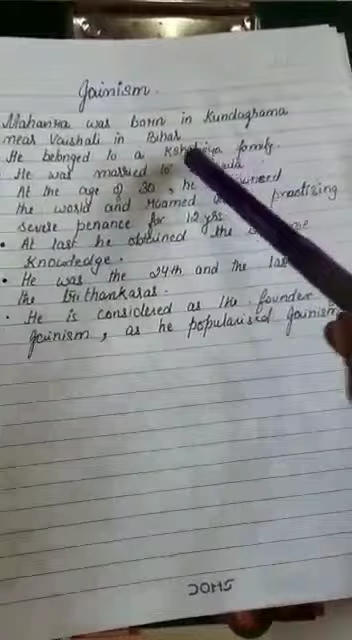 Jainism.
Mahavira was born in Kundagrama
near Vaishali in Bihar
He belonged to a Kshatriya family.
He was married to
At the age of 30, he
the world and roamed practising
severe penance for 12 yrs
• At last he obtained the
knowledge.
• He was the 24th and the last
the Trithankaras.
• He is considered as the founder
Jainism, as he popularised Jainism
DOMS